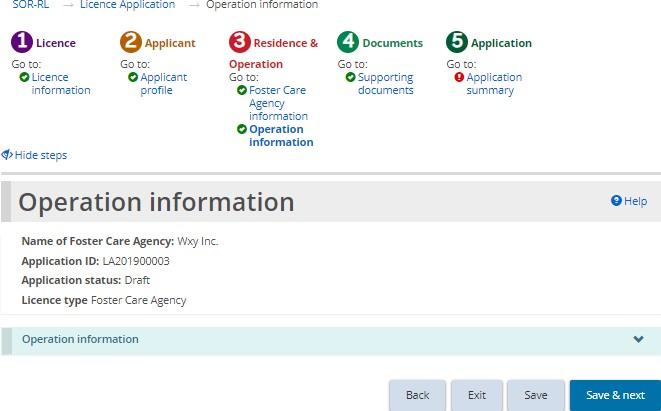 SOR-RL → Licence Application → Operation information
1 Licence
Go to:
Licence
information
2 Applicant
Go to:
Applicant
profile
3 Residence &
Operation
Go to:
Foster Care
Agency
information
Operation
information
4 Documents
Go to:
Supporting
documents
5 Application
Go to:
Application
summary
Hide steps
Operation information
Help
Name of Foster Care Agency: Wxy Inc.
Application ID: LA201900003
Application status: Draft
Licence type Foster Care Agency
Operation information
Back Exit Save Save & next